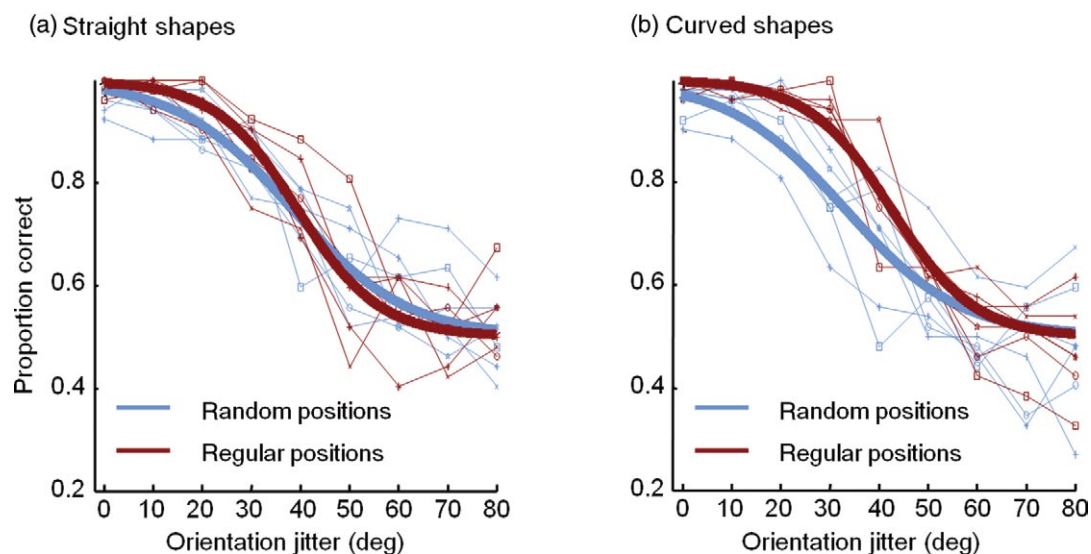 (a) Straight shapes
(b) Curved shapes
Proportion correct
0.8
0.6
0.4
0.2
Random positions
Regular positions
0 10 20 30 40 50 60 70 80
Orientation jitter (deg)
0.8
0.6
0.4
0.2
Random positions
Regular positions
0 10 20 30 40 50 60 70 80
Orientation jitter (deg)